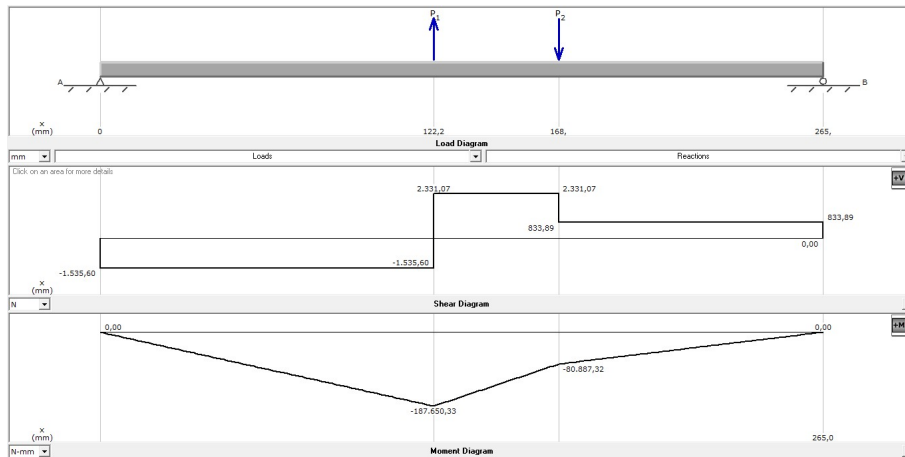 P1 P2
A B
x
(mm) 0 122,2 168, 265,
Load Diagram
mm Loads Reactions
Click on an area for more details
+V
2.331,07 2.331,07
833,89 833,89
0,00
-1.535,60 -1.535,60
x
(mm)
N Shear Diagram
0,00 0,00
+M
-80.887,32
-187.650,33
x
(mm) 265,0
N-mm Moment Diagram